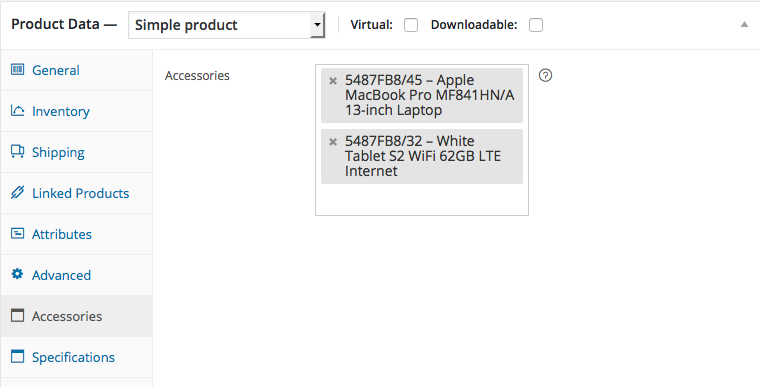 Product Data — Simple product Virtual: Downloadable:
General
Inventory
Shipping
Linked Products
Attributes
Advanced
Accessories
Specifications
Accessories
× 5487FB8/45 – Apple
MacBook Pro MF841HN/A
13-inch Laptop
× 5487FB8/32 – White
Tablet S2 WiFi 62GB LTE
Internet
?